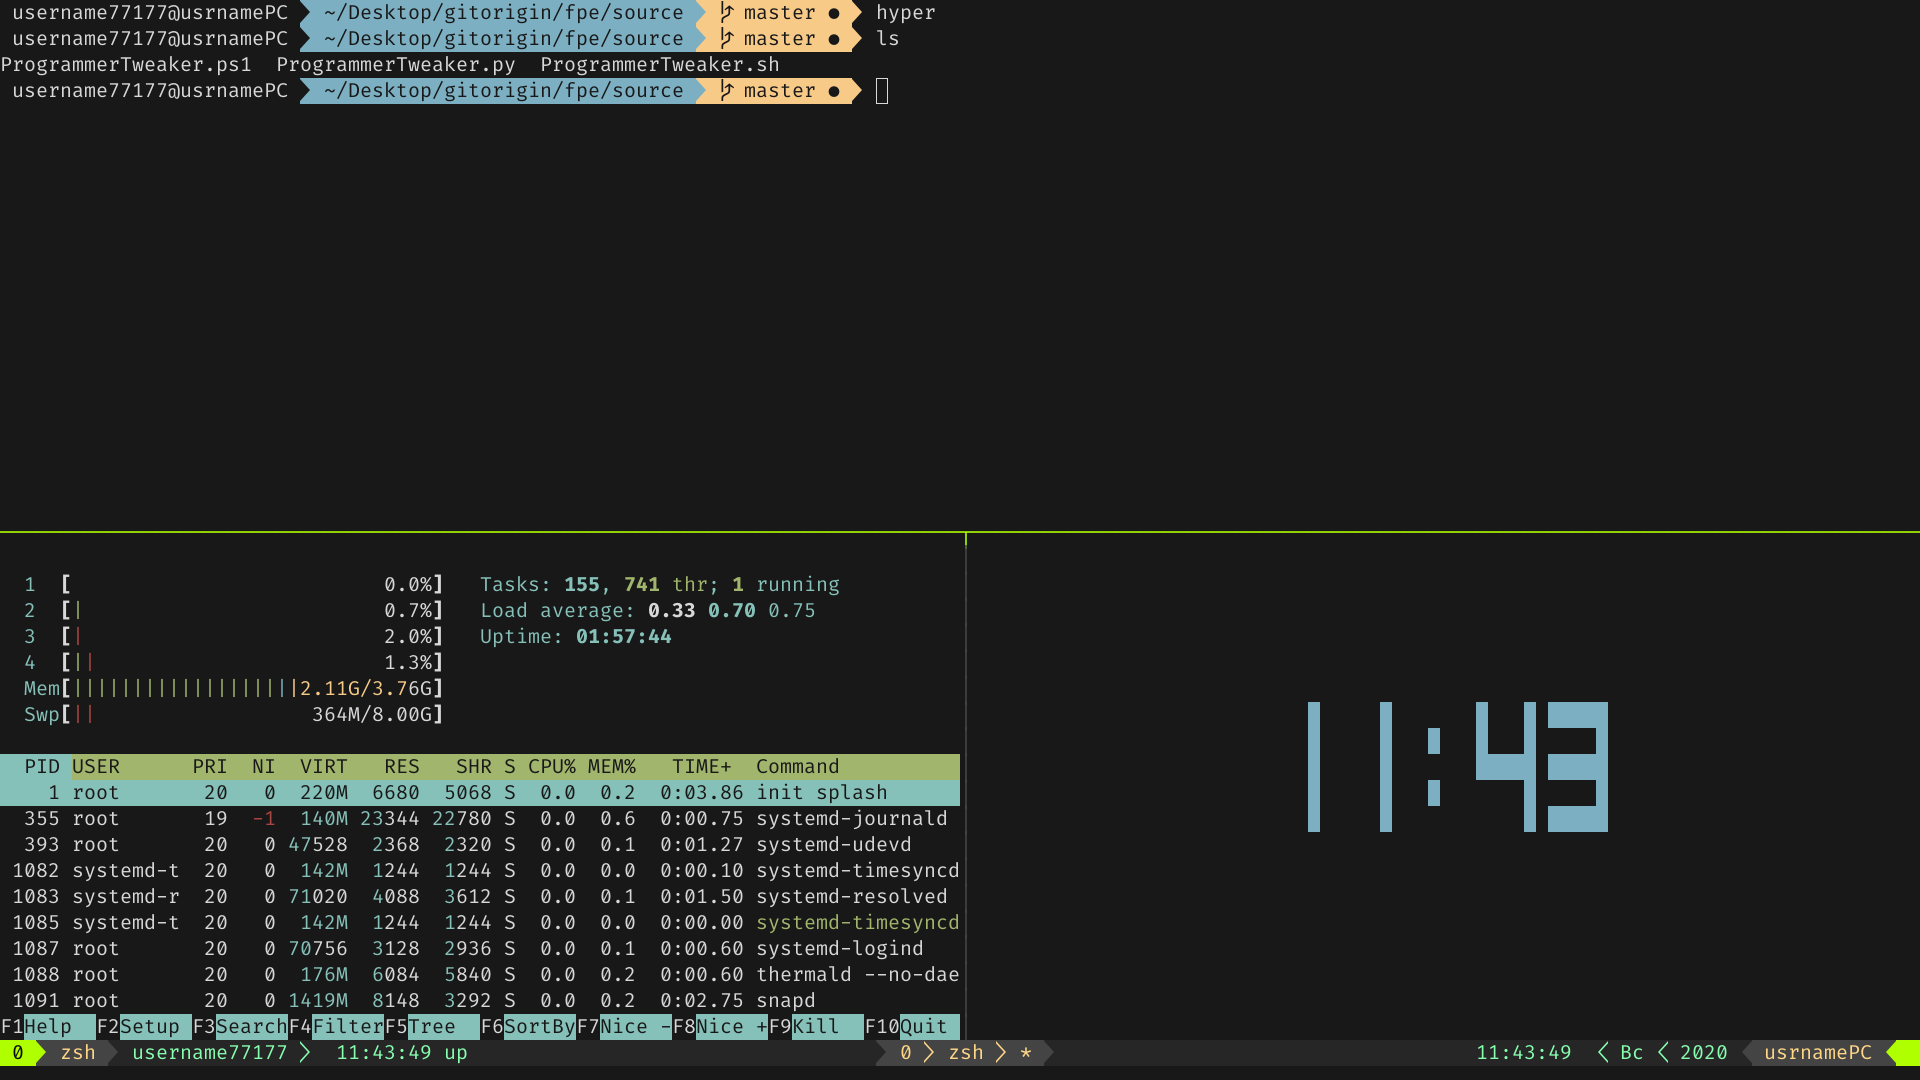 username77177@usrnamePC ~/Desktop/gitorigin/fpe/source master ● hyper
username77177@usrnamePC ~/Desktop/gitorigin/fpe/source master ● ls
ProgrammerTweaker.ps1 ProgrammerTweaker.py ProgrammerTweaker.sh
username77177@usrnamePC ~/Desktop/gitorigin/fpe/source master ●
1 [ 0.0%] Tasks: 155, 741 thr; 1 running
2 [| 0.7%] Load average: 0.33 0.70 0.75
3 [| 2.0%] Uptime: 01:57:44
4 [|| 1.3%]
Mem[|||||||||||||||||||2.11G/3.76G]
Swp[|| 364M/8.00G]
PID USER PRI NI VIRT RES SHR S CPU% MEM% TIME+ Command
1 root 20 0 220M 6680 5068 S 0.0 0.2 0:03.86 init splash
355 root 19 -1 140M 23344 22780 S 0.0 0.6 0:00.75 systemd-journald
393 root 20 0 47528 2368 2320 S 0.0 0.1 0:01.27 systemd-udevd
1082 systemd-t 20 0 142M 1244 1244 S 0.0 0.0 0:00.10 systemd-timesyncd
1083 systemd-r 20 0 71020 4088 3612 S 0.0 0.1 0:01.50 systemd-resolved
1085 systemd-t 20 0 142M 1244 1244 S 0.0 0.0 0:00.00 systemd-timesyncd
1087 root 20 0 70756 3128 2936 S 0.0 0.1 0:00.60 systemd-logind
1088 root 20 0 176M 6084 5840 S 0.0 0.2 0:00.60 thermald --no-dae
1091 root 20 0 1419M 8148 3292 S 0.0 0.2 0:02.75 snapd
F1Help F2Setup F3SearchF4FilterF5Tree F6SortByF7Nice -F8Nice +F9Kill F10Quit
11:43
0 zsh username77177 11:43:49 up 0 zsh * 11:43:49 Bc 2020 usrnamePC